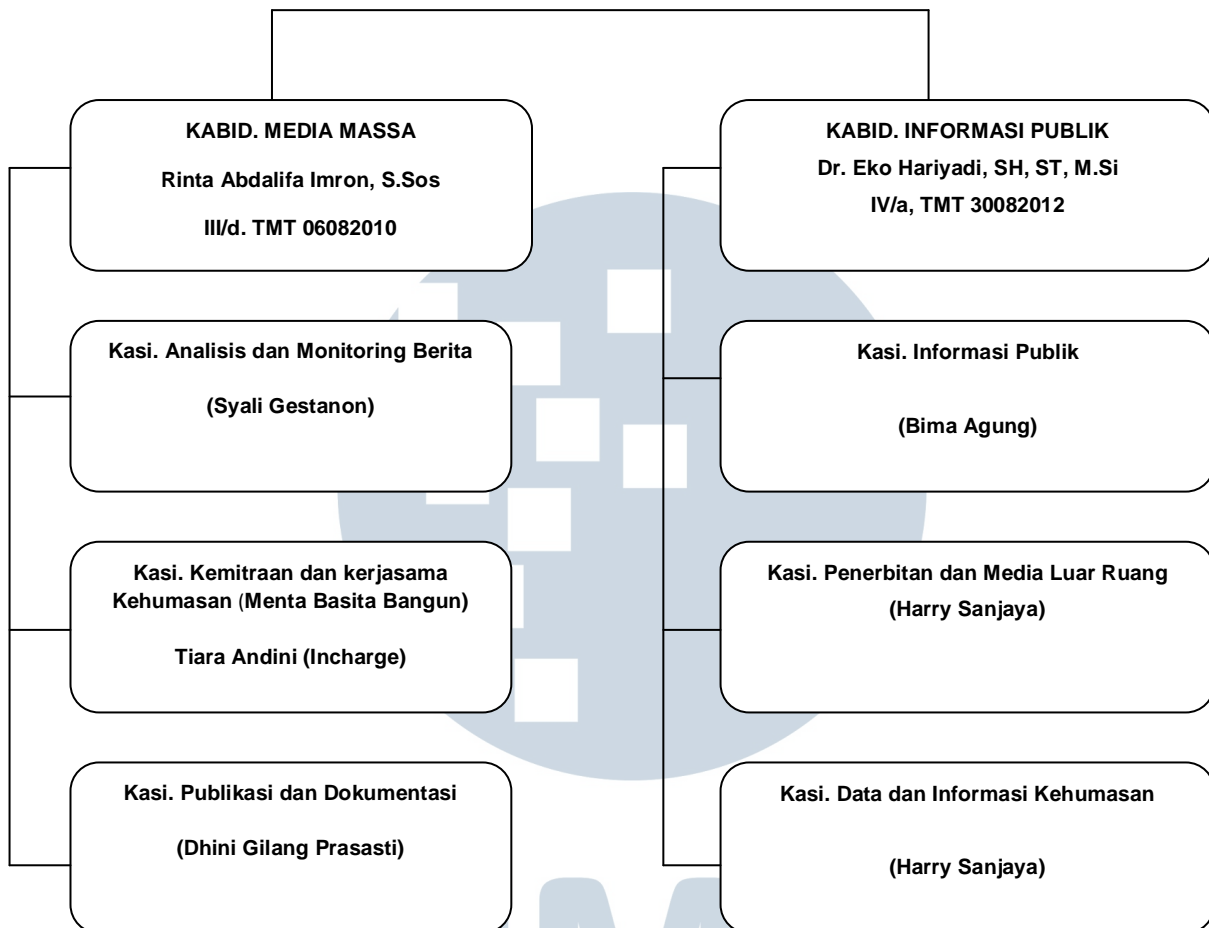 KABID. MEDIA MASSA
Rinta Abdalifa Imron, S.Sos
III/d. TMT 06082010
Kasi. Analisis dan Monitoring Berita
(Syali Gestanon)
Kasi. Kemitraan dan kerjasama
Kehumasan (Menta Basita Bangun)
Tiara Andini (Incharge)
Kasi. Publikasi dan Dokumentasi
(Dhini Gilang Prasasti)
KABID. INFORMASI PUBLIK
Dr. Eko Hariyadi, SH, ST, M.Si
IV/a, TMT 30082012
Kasi. Informasi Publik
(Bima Agung)
Kasi. Penerbitan dan Media Luar Ruang
(Harry Sanjaya)
Kasi. Data dan Informasi Kehumasan
(Harry Sanjaya)